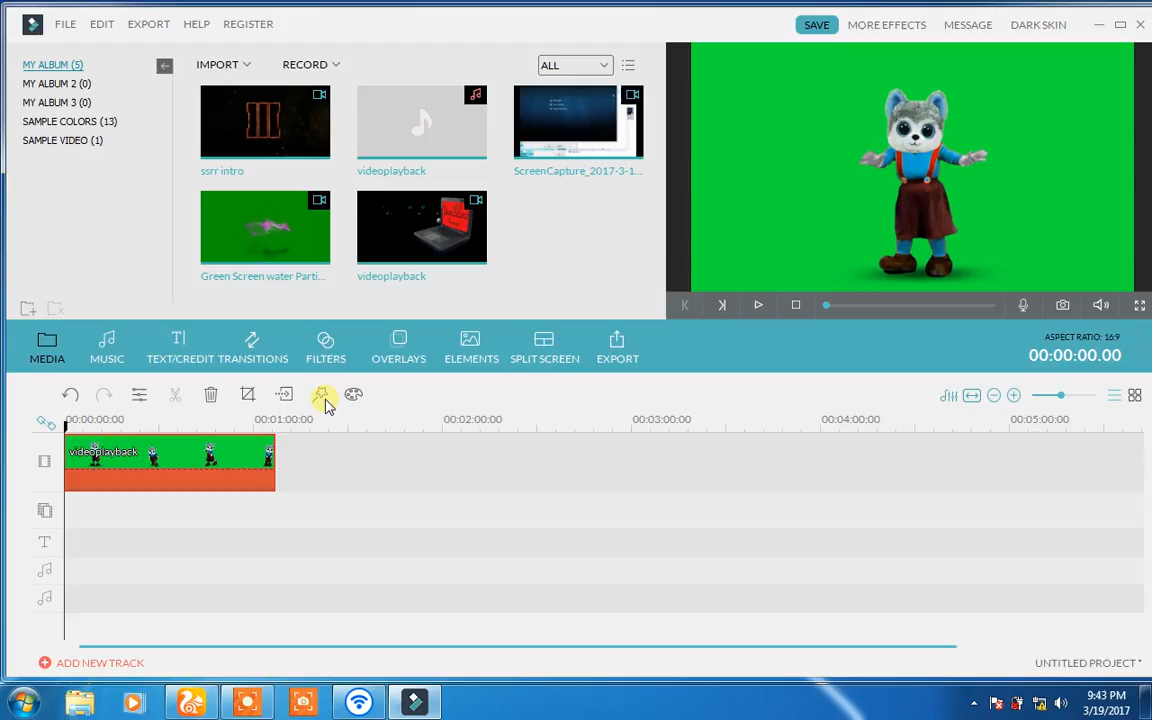 FILE EDIT EXPORT HELP REGISTER SAVE MORE EFFECTS MESSAGE DARK SKIN
MY ALBUM (5)
MY ALBUM 2 (0)
MY ALBUM 3 (0)
SAMPLE COLORS (13)
SAMPLE VIDEO (1)
IMPORT RECORD ALL
ssrr intro videoplayback ScreenCapture_2017-3-1...
Green Screen water Parti... videoplayback
MEDIA MUSIC TEXT/CREDIT TRANSITIONS FILTERS OVERLAYS ELEMENTS SPLIT SCREEN EXPORT
ASPECT RATIO: 16:9
00:00:00.00
00:00:00:00 00:01:00:00 00:02:00:00 00:03:00:00 00:04:00:00 00:05:00:00
videoplayback
T
ADD NEW TRACK UNTITLED PROJECT *
9:43 PM
3/19/2017